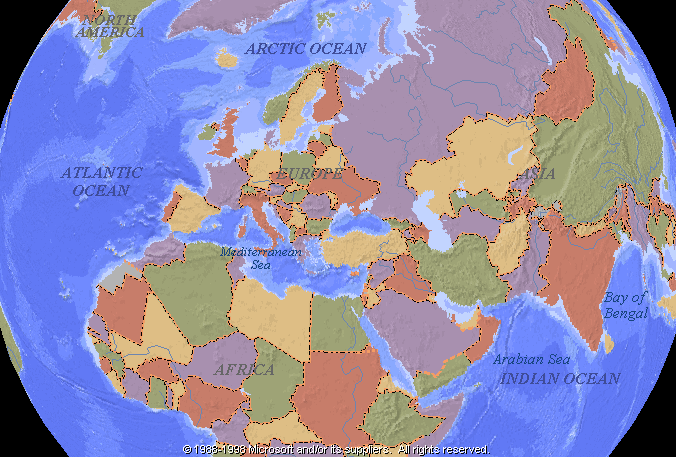 NORTH
AMERICA
ARCTIC OCEAN
ATLANTIC
OCEAN
EUROPE
ASIA
Mediterranean
Sea
Bay of
Bengal
Arabian Sea
AFRICA
INDIAN OCEAN
© 1988-1998 Microsoft and/or its suppliers. All rights reserved.